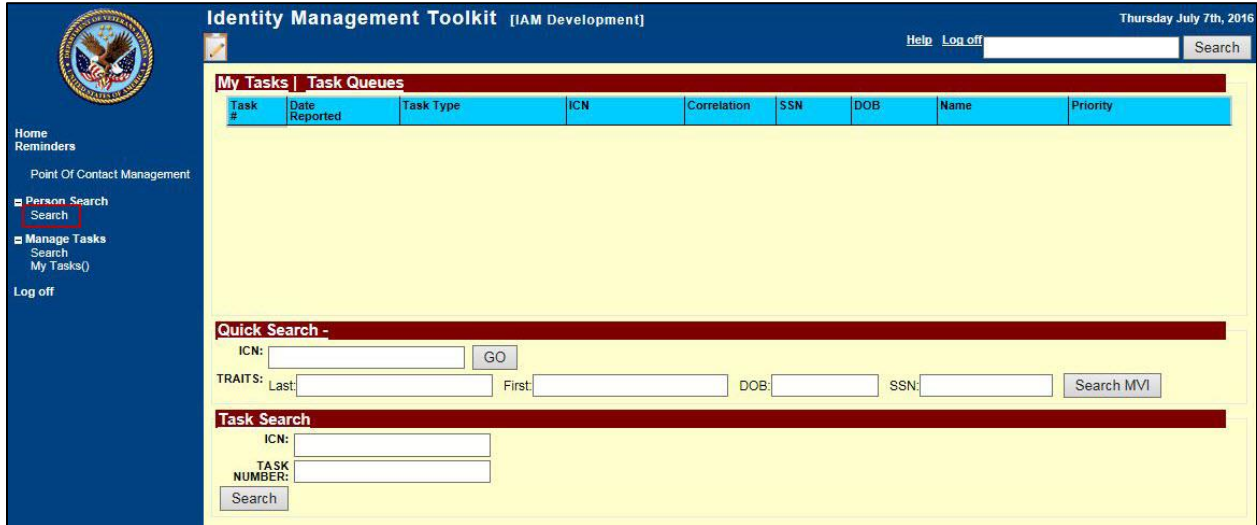 Identity Management Toolkit [IAM Development]
Thursday July 7th, 2016
Help Log off
Search
Home
Reminders
Point Of Contact Management
Person Search
Search
Manage Tasks
Search
My Tasks()
Log off
My Tasks | Task Queues
Task # Date Reported Task Type ICN Correlation SSN DOB Name Priority
Quick Search -
ICN: GO
TRAITS: Last: First: DOB: SSN: Search MVI
Task Search
ICN:
TASK
NUMBER:
Search